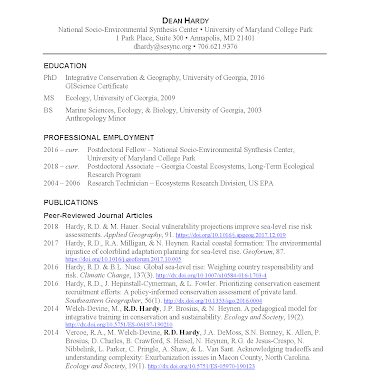 DEAN HARDY
National Socio-Environmental Synthesis Center • University of Maryland College Park
1 Park Place, Suite 300 • Annapolis, MD 21401
dhardy@sesync.org • 706.621.9376
EDUCATION
PhD Integrative Conservation & Geography, University of Georgia, 2016
GIScience Certificate
MS Ecology, University of Georgia, 2009
BS Marine Sciences, Ecology, & Biology, University of Georgia, 2003
Anthropology Minor
PROFESSIONAL EMPLOYMENT
2016 – curr. Postdoctoral Fellow – National Socio-Environmental Synthesis Center,
University of Maryland College Park
2018 – curr. Postdoctoral Associate – Georgia Coastal Ecosystems, Long-Term Ecological
Research Program
2004 – 2006 Research Technician – Ecosystems Research Division, US EPA
PUBLICATIONS
Peer-Reviewed Journal Articles
2018 Hardy, R.D. & M. Hauer. Social vulnerability projections improve sea-level rise risk
assessments. Applied Geography, 91. https://doi.org/10.1016/j.apgeog.2017.12.019
2017 Hardy, R.D., R.A. Milligan, & N. Heynen. Racial coastal formation: The environmental
injustice of colorblind adaptation planning for sea-level rise. Geoforum, 87.
https://doi.org/10.1016/j.geoforum.2017.10.005
2016 Hardy, R.D. & B.L. Nuse. Global sea-level rise: Weighing country responsibility and
risk. Climatic Change, 137(3). http://dx.doi.org/10.1007/s10584-016-1703-4
2016 Hardy, R.D., J. Hepinstall-Cymerman, & L. Fowler. Prioritizing conservation easement
recruitment efforts: A policy-informed conservation assessment of private land.
Southeastern Geographer, 56(1). http://dx.doi.org/10.1353/sgo.2016.0004
2014 Welch-Devine, M., R.D. Hardy, J.P. Brosius, & N. Heynen. A pedagogical model for
integrative training in conservation and sustainability. Ecology and Society, 19(2).
http://dx.doi.org/10.5751/ES-06197-190210
2014 Vercoe, R.A., M. Welch-Devine, R.D. Hardy, J.A. DeMoss, S.N. Bonney, K. Allen, P.
Brosius, D. Charles, B. Crawford, S. Heisel, N. Heynen, R.G. de Jesus-Crespo, N.
Nibbelink, L. Parker, C. Pringle, A. Shaw, & L. Van Sant. Acknowledging tradeoffs and
understanding complexity: Exurbanization issues in Macon County, North Carolina.
Ecology and Society, 19(1). http://dx.doi.org/10.5751/ES-05970-190123